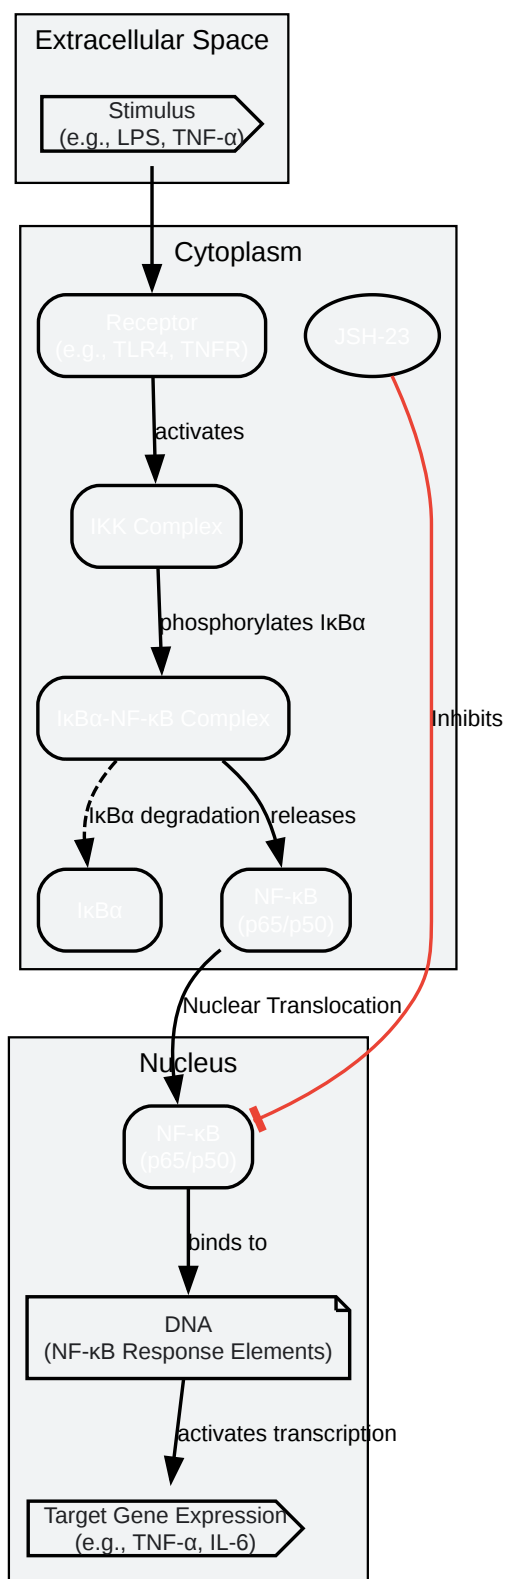 Extracellular Space
Stimulus
(e.g., LPS, TNF-α)
Cytoplasm
Receptor
(e.g., TLR4, TNFR)
JSH-23
activates
IKK Complex
phosphorylates IκBα
IκBα-NF-κB Complex
Inhibits
IκBα degradation
releases
IκBα
NF-κB
(p65/p50)
Nuclear Translocation
Nucleus
NF-κB
(p65/p50)
binds to
DNA
(NF-κB Response Elements)
activates transcription
Target Gene Expression
(e.g., TNF-α, IL-6)